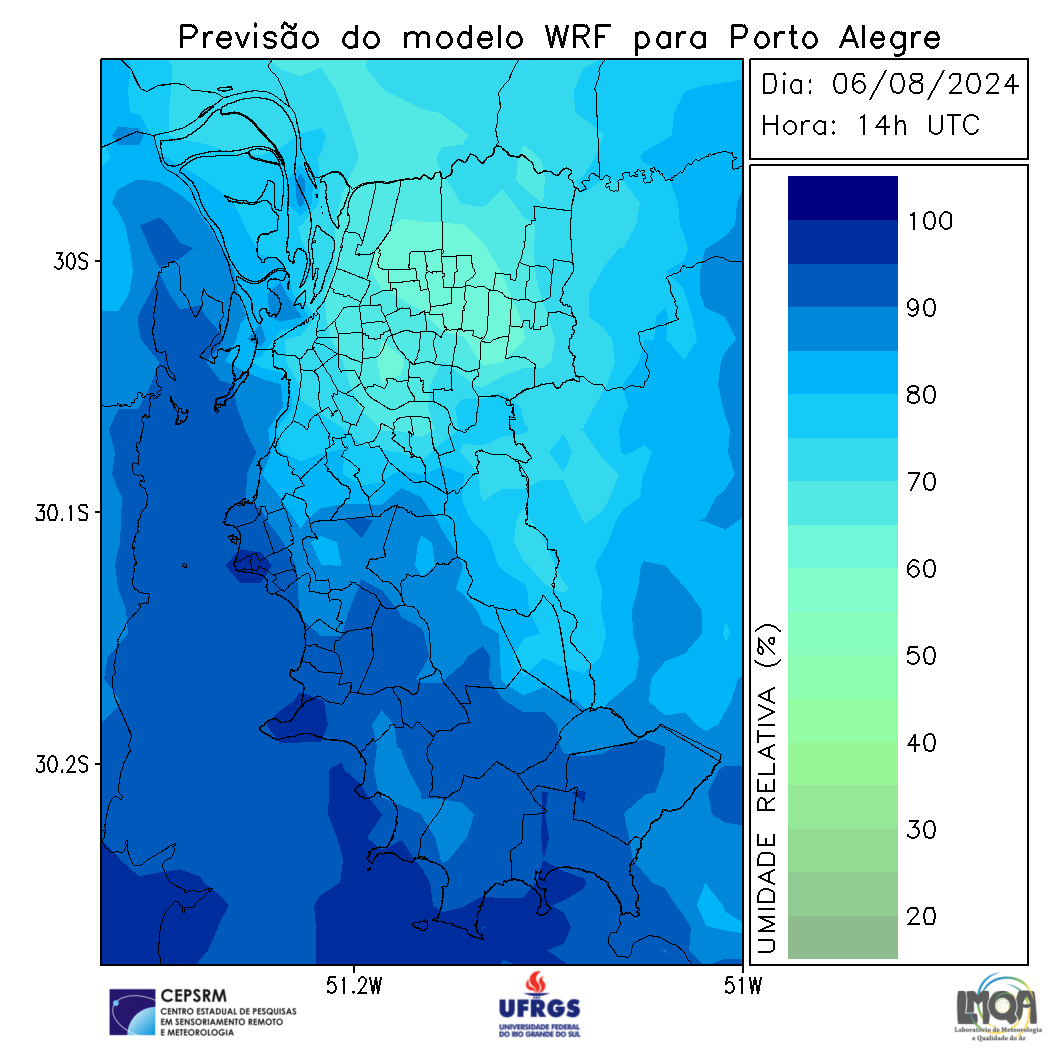 Previsão do modelo WRF para Porto Alegre
Dia: 06/08/2024
Hora: 14h UTC
100
90
80
70
60
50
40
30
20
UMIDADE RELATIVA (%)
30S
30.1S
30.2S
51.2W
51W
CEPSRM
CENTRO ESTADUAL DE PESQUISAS
EM SENSORIAMENTO REMOTO
E METEOROLOGIA
UFRGS
UNIVERSIDADE FEDERAL
DO RIO GRANDE DO SUL
LMQA
Laboratório de Meteorologia
e Qualidade do Ar